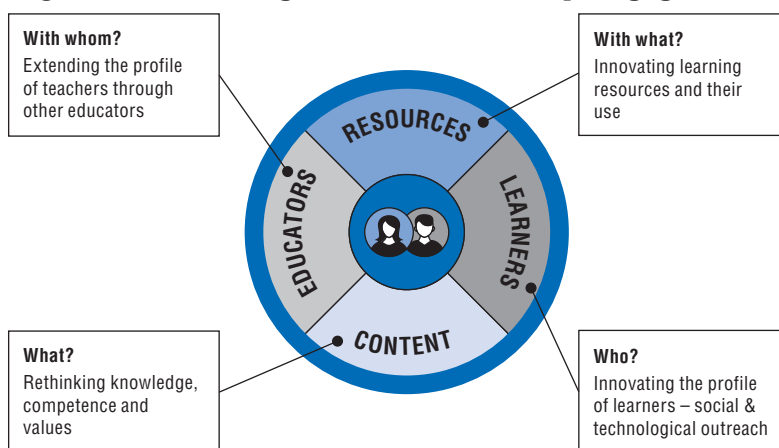 With whom?
Extending the profile
of teachers through
other educators
With what?
Innovating learning
resources and their
use
RESOURCES
EDUCATORS
LEARNERS
CONTENT
What?
Rethinking knowledge,
competence and
values
Who?
Innovating the profile
of learners – social &
technological outreach